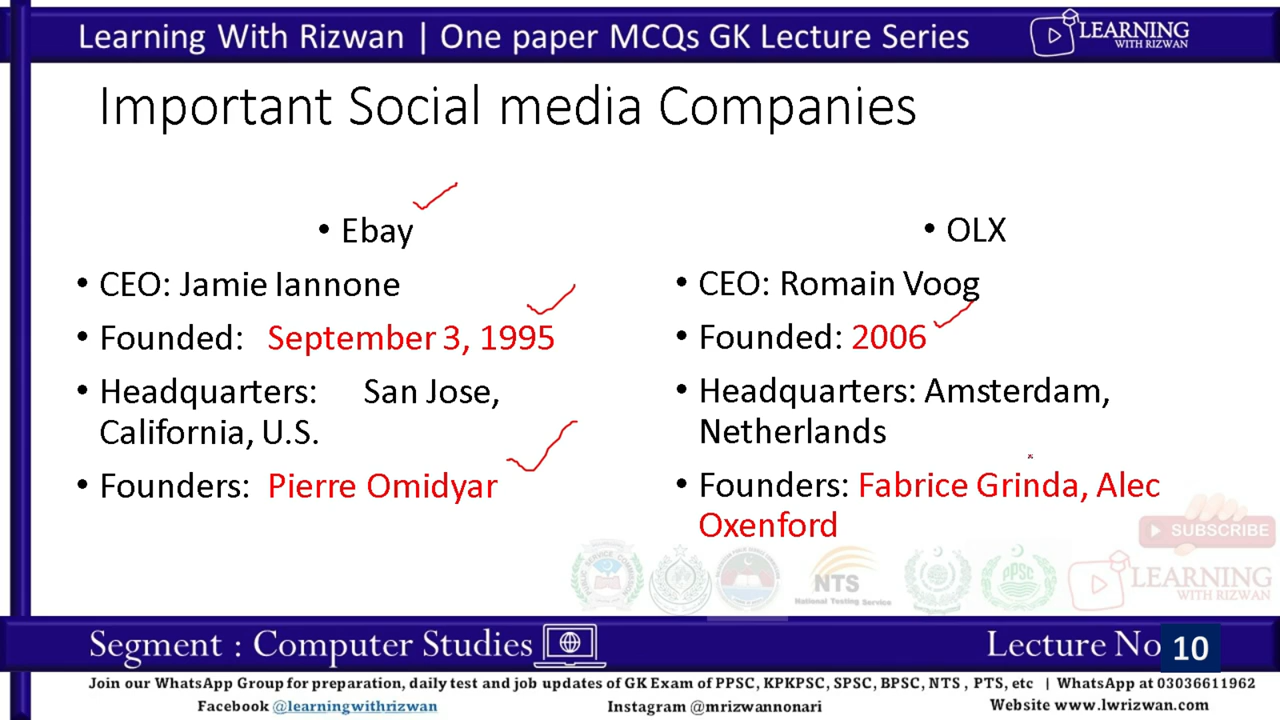 Learning With Rizwan | One paper MCQs GK Lecture Series
LEARNING
WITH RIZWAN
Important Social media Companies
• Ebay
• CEO: Jamie Iannone
• Founded: September 3, 1995
• Headquarters: San Jose,
California, U.S.
• Founders: Pierre Omidyar
• OLX
• CEO: Romain Voog
• Founded: 2006
• Headquarters: Amsterdam,
Netherlands
• Founders: Fabrice Grinda, Alec
Oxenford
SUBSCRIBE
NTS
National Testing Service
PPSC
LEARNING
WITH RIZWAN
Segment : Computer Studies
Lecture No 10
Join our WhatsApp Group for preparation, daily test and job updates of GK Exam of PPSC, KPKPSC, SPSC, BPSC, NTS , PTS, etc | WhatsApp at 03036611962
Facebook @learningwithrizwan Instagram @mrizwannonari Website www.lwrizwan.com